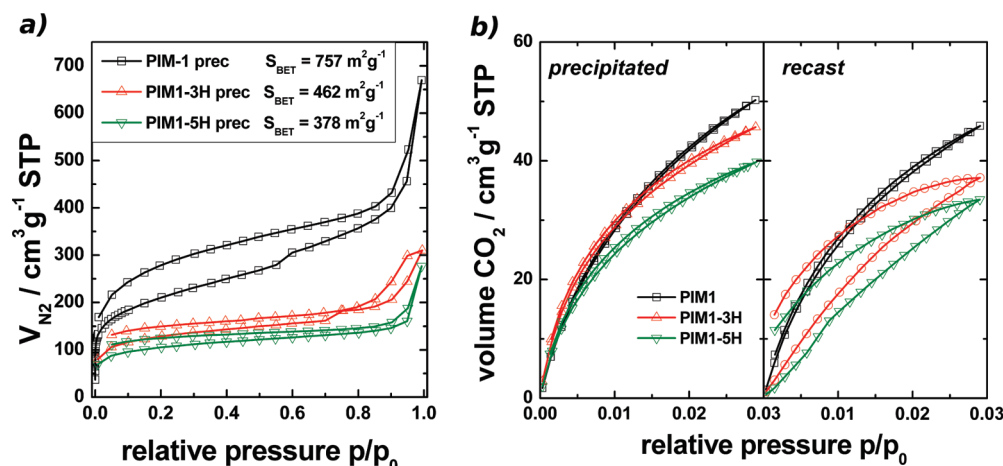 a)
PIM-1 prec S_BET = 757 m²g⁻¹
PIM1-3H prec S_BET = 462 m²g⁻¹
PIM1-5H prec S_BET = 378 m²g⁻¹
700
600
500
400
300
200
100
0
V_N2 / cm³g⁻¹ STP
0.0 0.2 0.4 0.6 0.8 1.0
relative pressure p/p₀
b)
precipitated
recast
60
40
20
0
volume CO₂ / cm³g⁻¹ STP
PIM1
PIM1-3H
PIM1-5H
0.00 0.01 0.02 0.03 0.01 0.02 0.03
relative pressure p/p₀